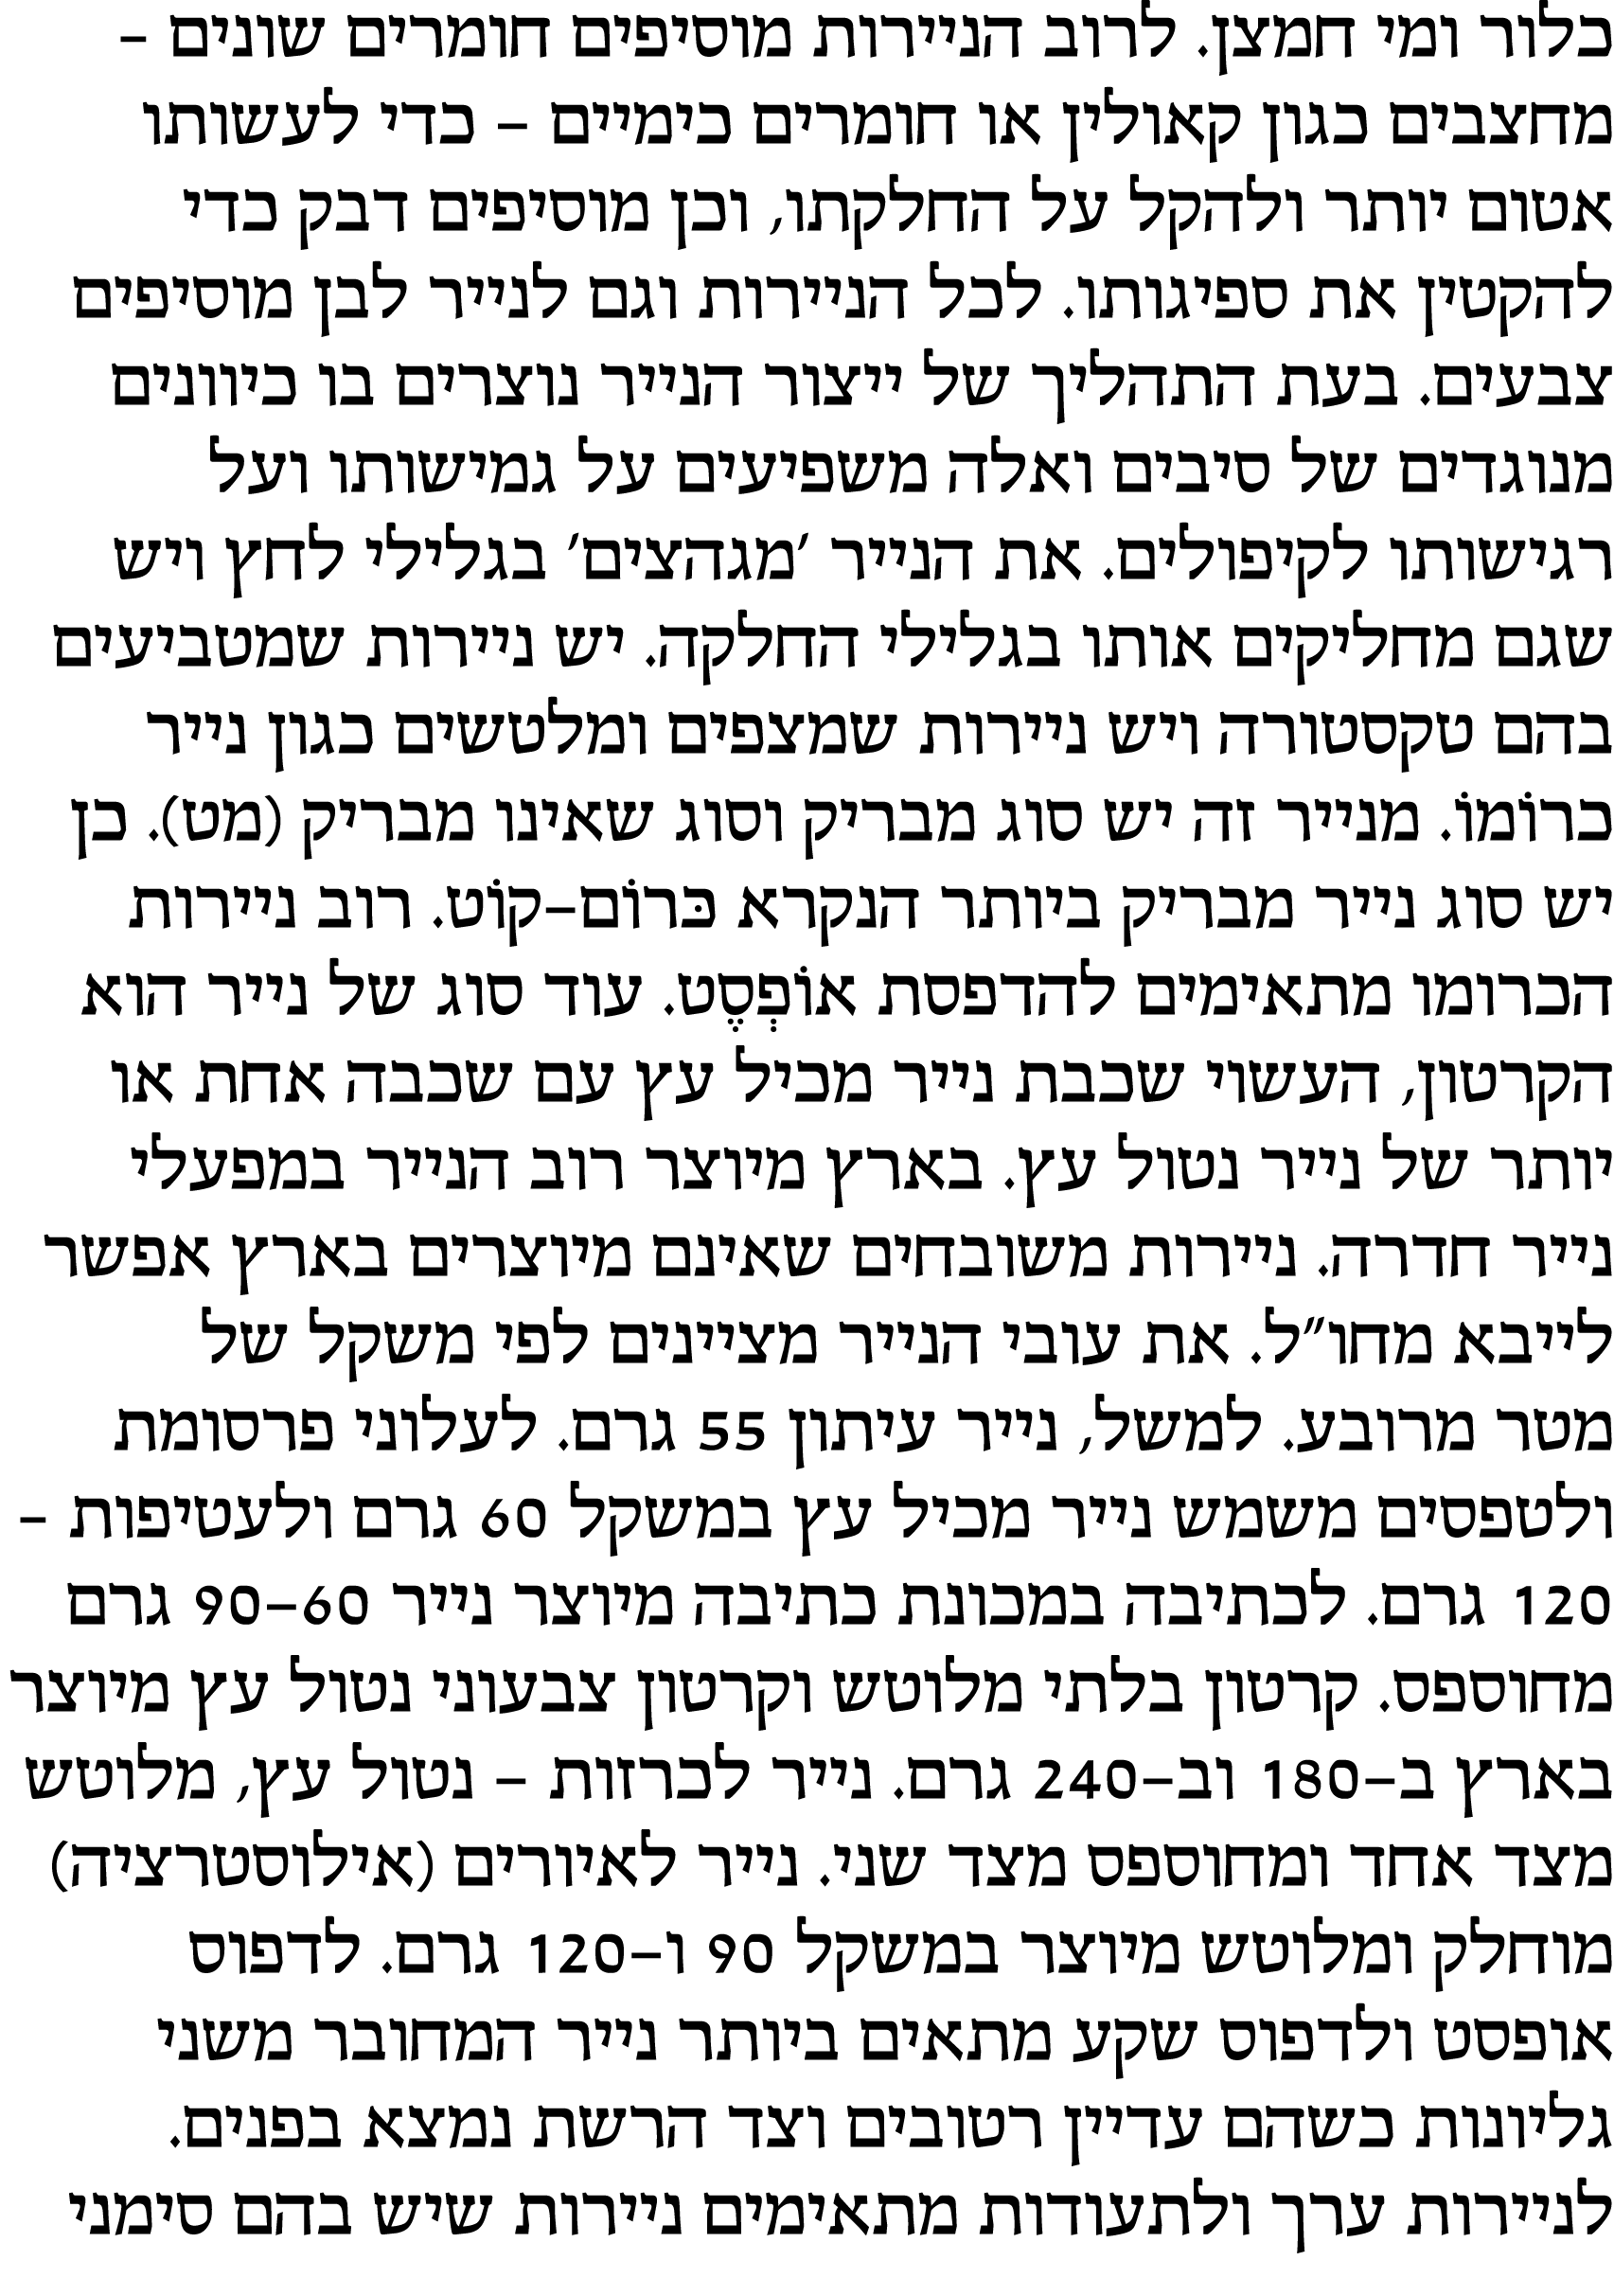 כלור ומי חמצן. לרוב הניירות מוסיפים חומרים שונים –
מחצבים כגון קאולין או חומרים כימיים – כדי לעשותו
אטום יותר ולהקל על החלקתו, וכן מוסיפים דבק כדי
להקטין את ספיגותו. לכל הניירות וגם לנייר לבן מוסיפים
צבעים. בעת התהליך של ייצור הנייר נוצרים בו כיוונים
מנוגדים של סיבים ואלה משפיעים על גמישותו ועל
רגישותו לקיפולים. את הנייר ׳מגהצים׳ בגלילי לחץ ויש
שגם מחליקים אותו בגלילי החלקה. יש ניירות שמטביעים
בהם טקסטורה ויש ניירות שמצפים ומלטשים כגון נייר
כרוֹמוֹ. מנייר זה יש סוג מבריק וסוג שאינו מבריק (מט). כן
יש סוג נייר מבריק ביותר הנקרא כּרוֹם–קוֹט. רוב ניירות
הכרומו מתאימים להדפסת אוֹפְסֶט. עוד סוג של נייר הוא
הקרטון, העשוי שכבת נייר מכיל עץ עם שכבה אחת או
יותר של נייר נטול עץ. בארץ מיוצר רוב הנייר במפעלי
נייר חדרה. ניירות משובחים שאינם מיוצרים בארץ אפשר
לייבא מחו״ל. את עובי הנייר מציינים לפי משקל של
מטר מרובע. למשל, נייר עיתון 55 גרם. לעלוני פרסומת
ולטפסים משמש נייר מכיל עץ במשקל 60 גרם ולעטיפות –
120 גרם. לכתיבה במכונת כתיבה מיוצר נייר 60–90 גרם
מחוספס. קרטון בלתי מלוטש וקרטון צבעוני נטול עץ מיוצר
בארץ ב–180 וב–240 גרם. נייר לכרזות – נטול עץ, מלוטש
מצד אחד ומחוספס מצד שני. נייר לאיורים (אילוסטרציה)
מוחלק ומלוטש מיוצר במשקל 90 ו–120 גרם. לדפוס
אופסט ולדפוס שקע מתאים ביותר נייר המחובר משני
גליונות כשהם עדיין רטובים וצד הרשת נמצא בפנים.
לניירות ערך ולתעודות מתאימים ניירות שיש בהם סימני